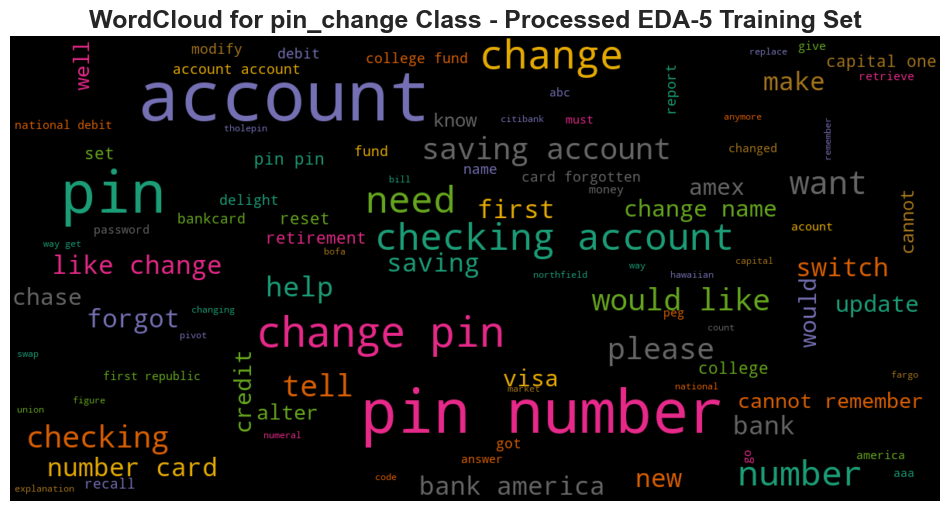 WordCloud for pin_change Class - Processed EDA-5 Training Set
well
modify
debit
college fund
change
replace
give
capital one
account account
account
report
make
retrieve
abc
national debit
tholepin
know
citibank
must
anymore
remember
set
pin pin
fund
saving account
changed
pin
delight
bill
need
name
card forgotten
money
amex
want
bankcard
reset
first
change name
acount
cannot
password
retirement
checking account
way get
bofa
like change
saving
northfield
way
hawaiian
capital
switch
chase
changing
help
would like
would
update
forgot
peg
pivot
change pin
count
please
swap
first republic
credit
tell
visa
market
college
national
fargo
union
figure
alter
pin number
cannot remember
checking
numeral
got
bank
number card
answer
go
america
explanation
recall
code
bank america
new
number
aaa